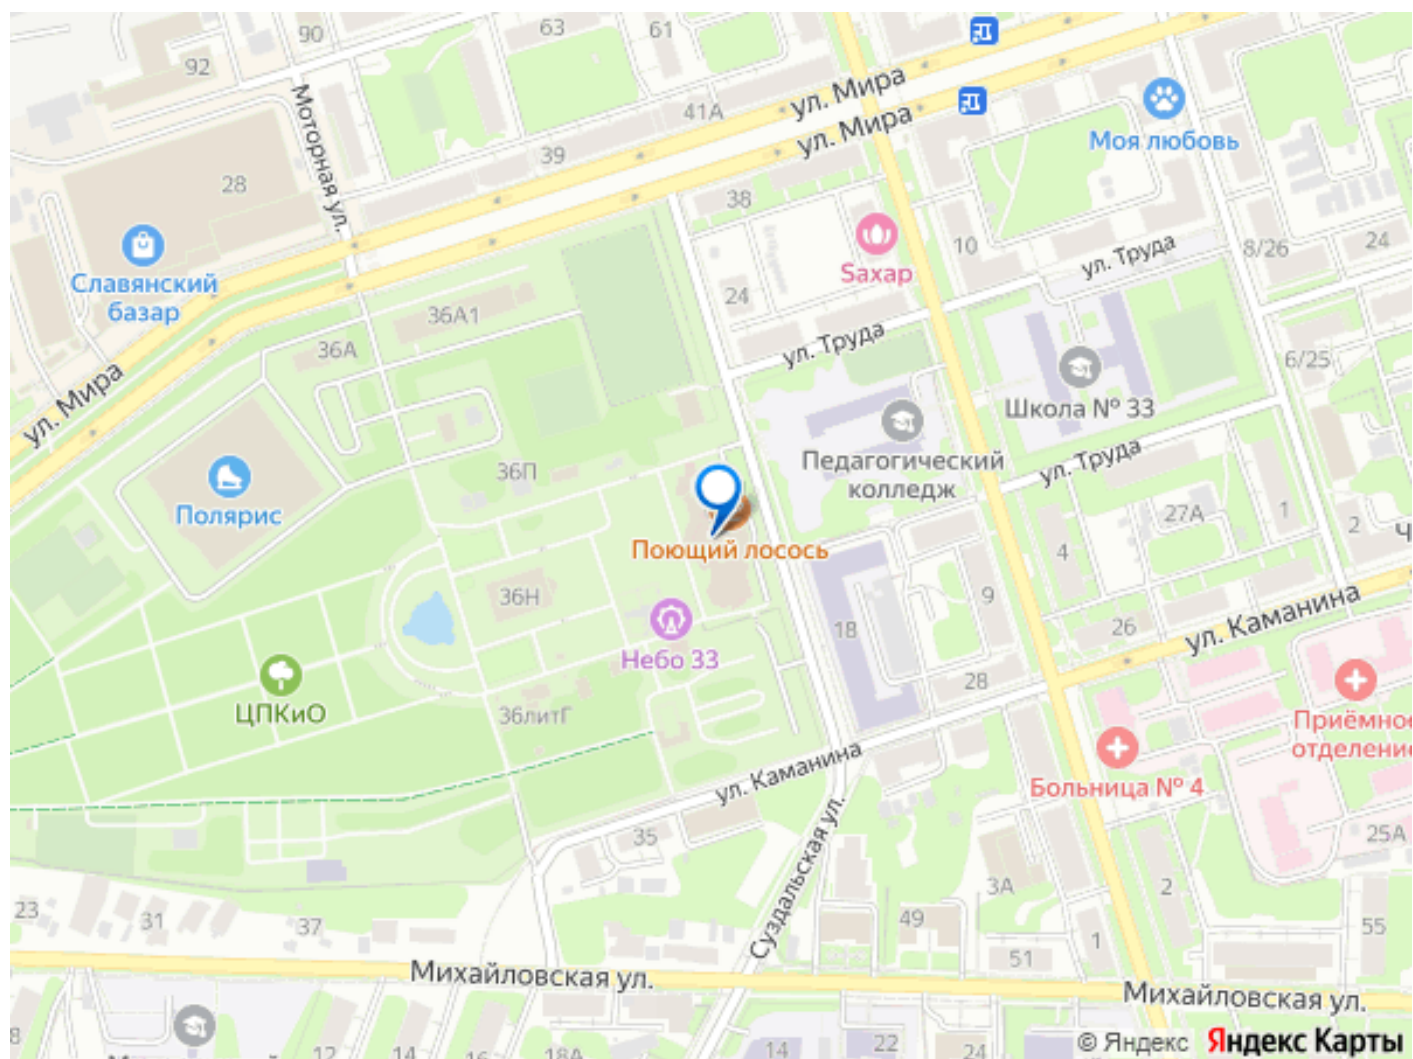 90
63
61
92
ул. Мира
41А
Моторная ул.
ул. Мира
Моя любовь
39
28
38
Sахар
10
ул. Труда
8/26
24
Славянский
базар
24
36А1
36А
ул. Труда
6/25
ул. Мира
Школа № 33
Педагогический
колледж
ул. Труда
36П
Полярис
27А
1
2
Ч
Поющий лосось
4
36Н
9
ул. Каманина
18
26
Небо 33
28
ЦПКиО
36литГ
Приёмное
отделение
ул. Каманина
Больница № 4
35
Суздальская ул.
25А
3А
2
23
31
37
49
55
1
51
Михайловская ул.
Михайловская ул.
8
12
14
16
18А
14
22
24
© Яндекс Яндекс Карты